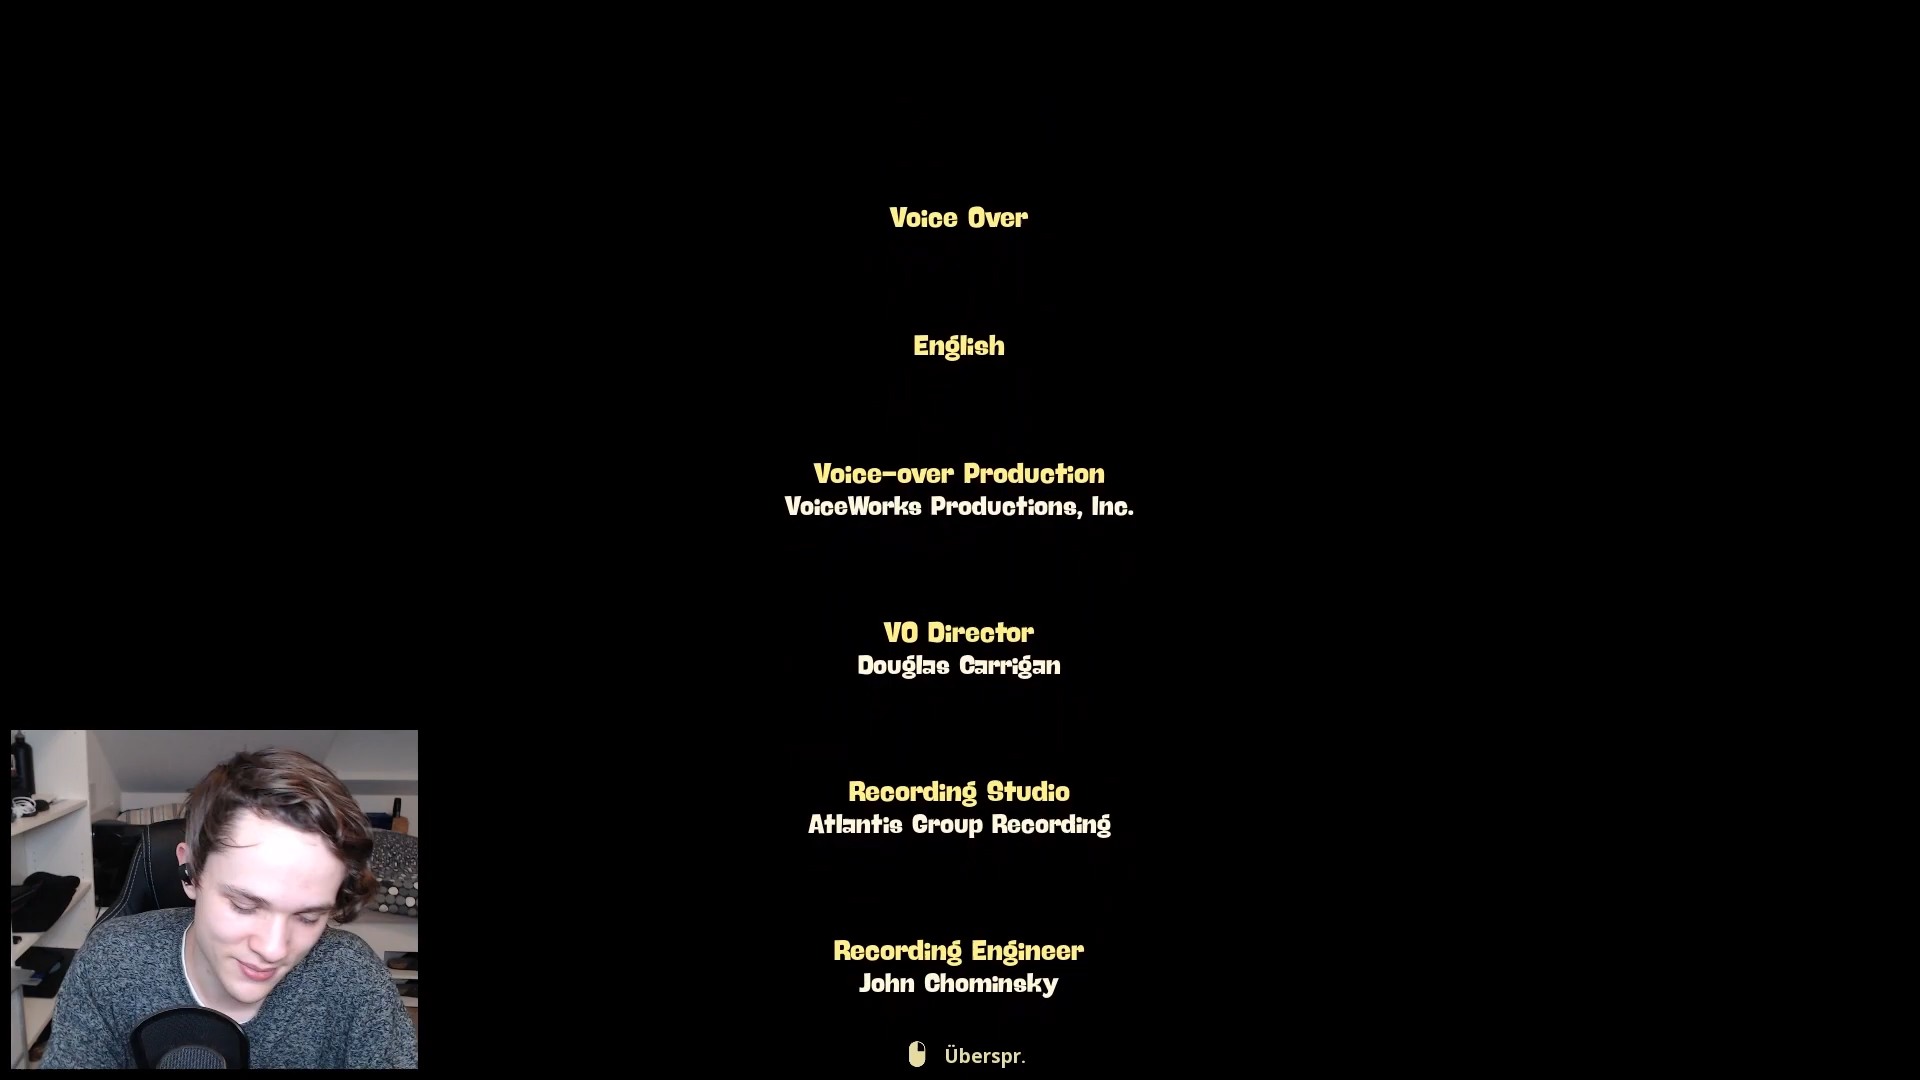 Voice Over
English
Voice-over Production
VoiceWorks Productions, Inc.
VO Director
Douglas Carrigan
Recording Studio
Atlantis Group Recording
Recording Engineer
John Chominsky
Überspr.